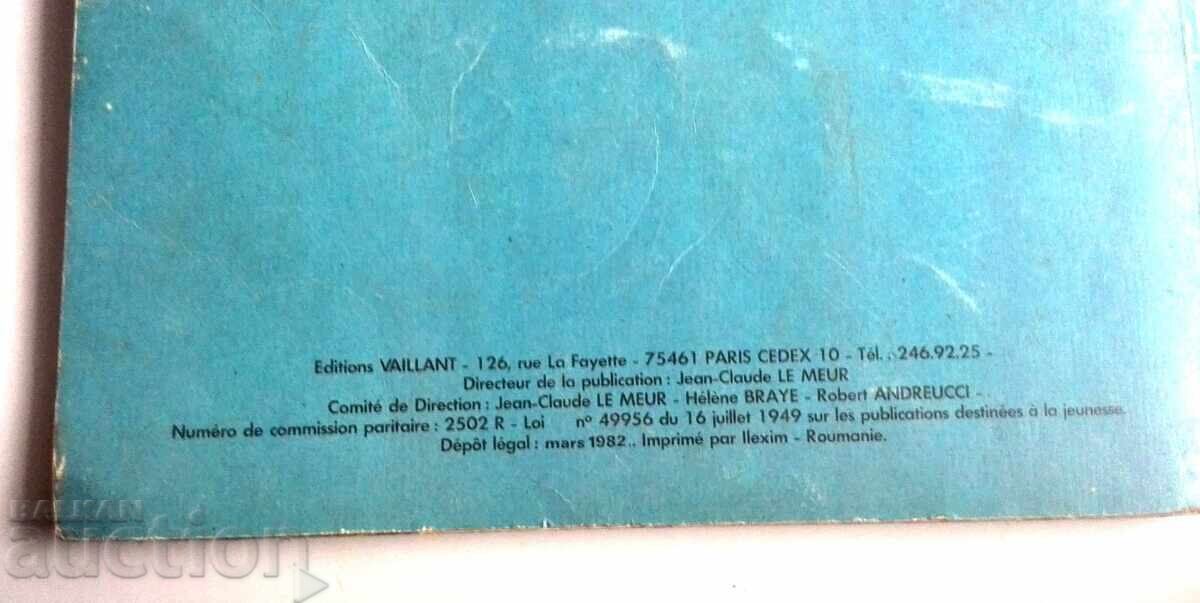 Editions VAILLANT - 126, rue La Fayette - 75461 PARIS CEDEX 10 - Tél. : 246.92.25 -
Directeur de la publication : Jean-Claude LE MEUR
Comité de Direction : Jean-Claude LE MEUR - Hélène BRAYE - Robert ANDREUCCI -
Numéro de commission paritaire : 2502 R - Loi nº 49956 du 16 juillet 1949 sur les publications destinées à la jeunesse.
Dépôt légal : mars 1982.. Imprimé par Ilexim - Roumanie.
BALKAN
auction